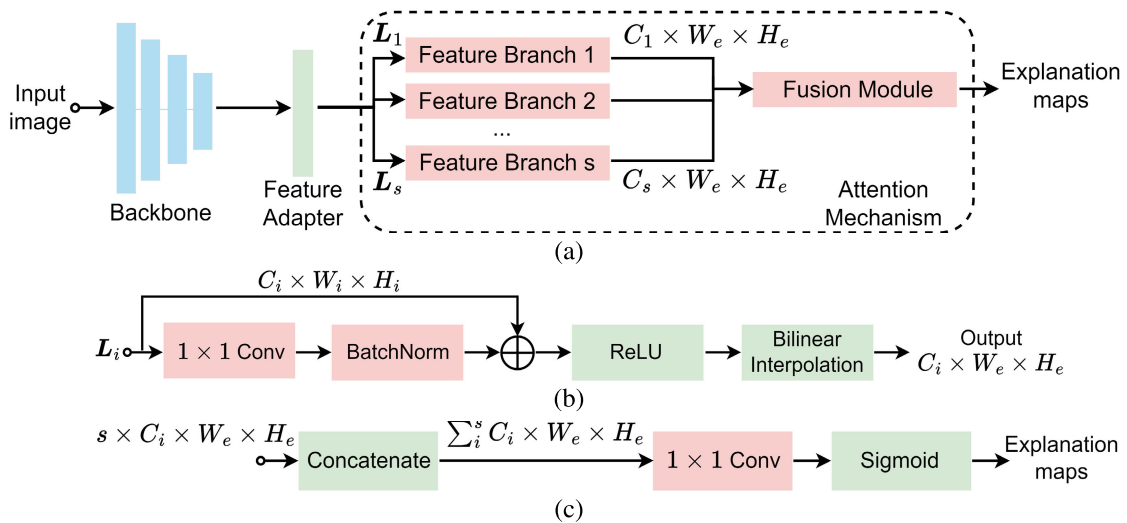 Input
image
Backbone
Feature
Adapter
L₁
Feature Branch 1
C₁ × Wₑ × Hₑ
Feature Branch 2
...
Feature Branch s
Lₛ
Cₛ × Wₑ × Hₑ
Fusion Module
Attention
Mechanism
Explanation
maps
(a)
Cᵢ × Wᵢ × Hᵢ
Lᵢ
1 × 1 Conv
BatchNorm
ReLU
Bilinear
Interpolation
Output
Cᵢ × Wₑ × Hₑ
(b)
s × Cᵢ × Wₑ × Hₑ
Concatenate
∑ᵢˢ Cᵢ × Wₑ × Hₑ
1 × 1 Conv
Sigmoid
Explanation
maps
(c)